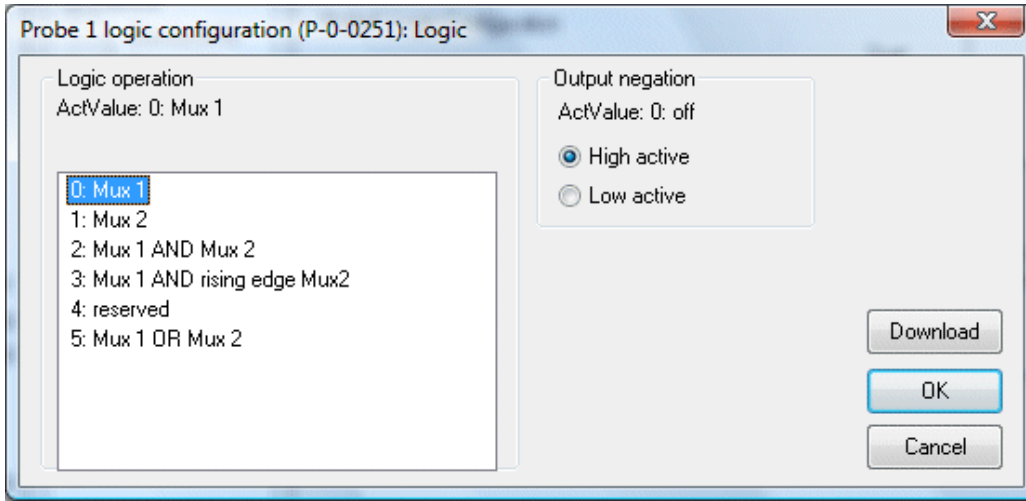 Probe 1 logic configuration (P-0-0251): Logic
Logic operation
ActValue: 0: Mux 1
0: Mux 1
1: Mux 2
2: Mux 1 AND Mux 2
3: Mux 1 AND rising edge Mux2
4: reserved
5: Mux 1 OR Mux 2
Output negation
ActValue: 0: off
High active
Low active
Download
OK
Cancel